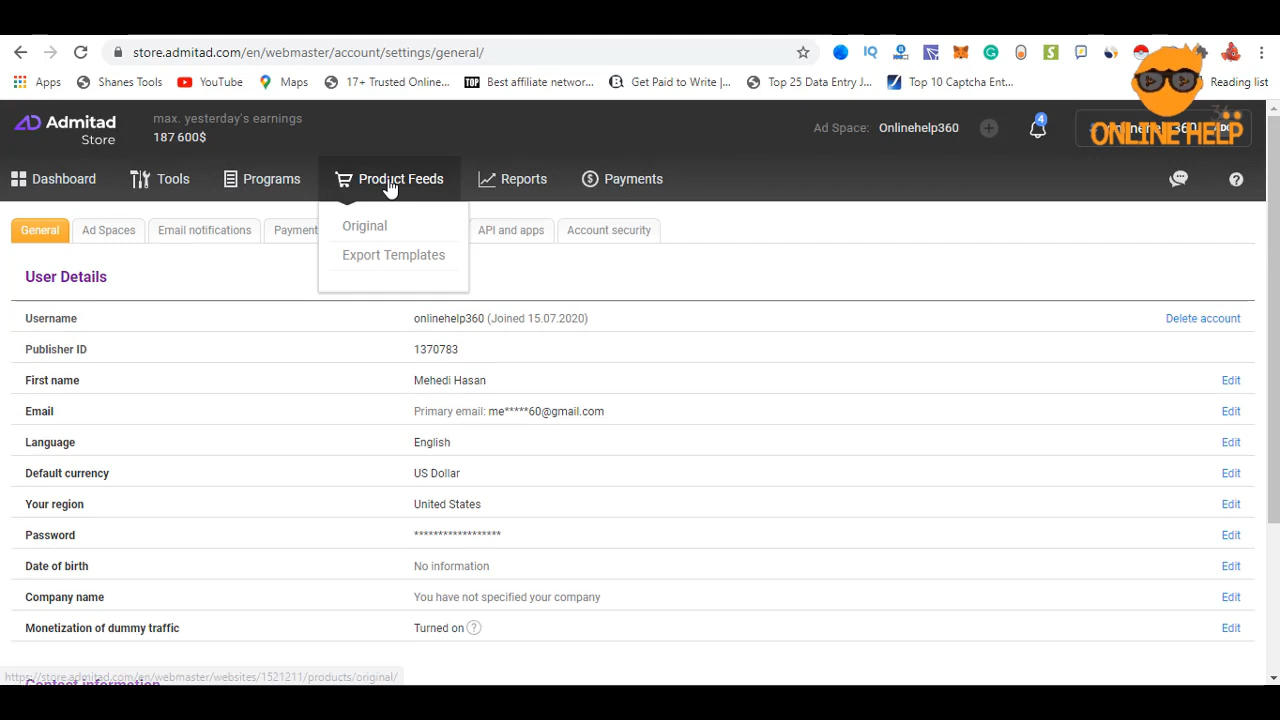 store.admitad.com/en/webmaster/account/settings/general/
Apps Shanes Tools YouTube Maps 17+ Trusted Onlin... Best affiliate networ... Get Paid to Write |... Top 25 Data Entry J... Top 10 Captcha Ent... Reading list
Admitad
Store
max. yesterday's earnings
187 600$
Ad Space: Onlinehelp360
4
ONLINE HELP
Dashboard Tools Programs Product Feeds Reports Payments
Original
Export Templates
General Ad Spaces Email notifications Payment API and apps Account security
User Details
Username onlinehelp360 (Joined 15.07.2020) Delete account
Publisher ID 1370783
First name Mehedi Hasan Edit
Email Primary email: me*****60@gmail.com Edit
Language English Edit
Default currency US Dollar Edit
Your region United States Edit
Password ****************** Edit
Date of birth No information Edit
Company name You have not specified your company Edit
Monetization of dummy traffic Turned on ? Edit
https://store.admitad.com/en/webmaster/websites/1521211/products/original/